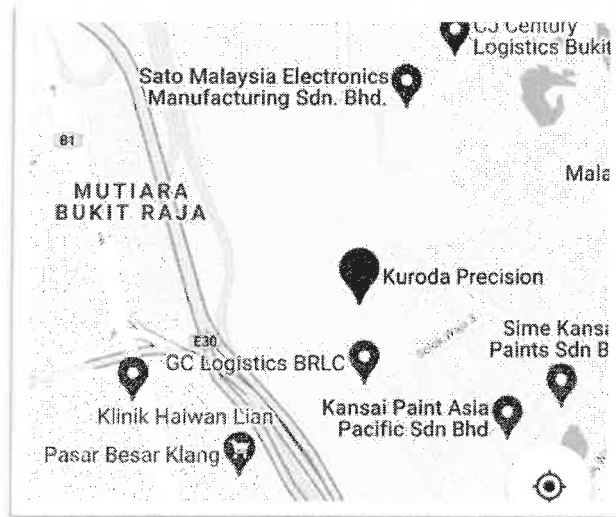 CJ Century
Logistics Bukit
Sato Malaysia Electronics
Manufacturing Sdn. Bhd.
B1
Mala
MUTIARA
BUKIT RAJA
Kuroda Precision
E30
Sime Kansa
Paints Sdn B
GC Logistics BRLC
Kansai Paint Asia
Pacific Sdn Bhd
Klinik Haiwan Lian
Pasar Besar Klang